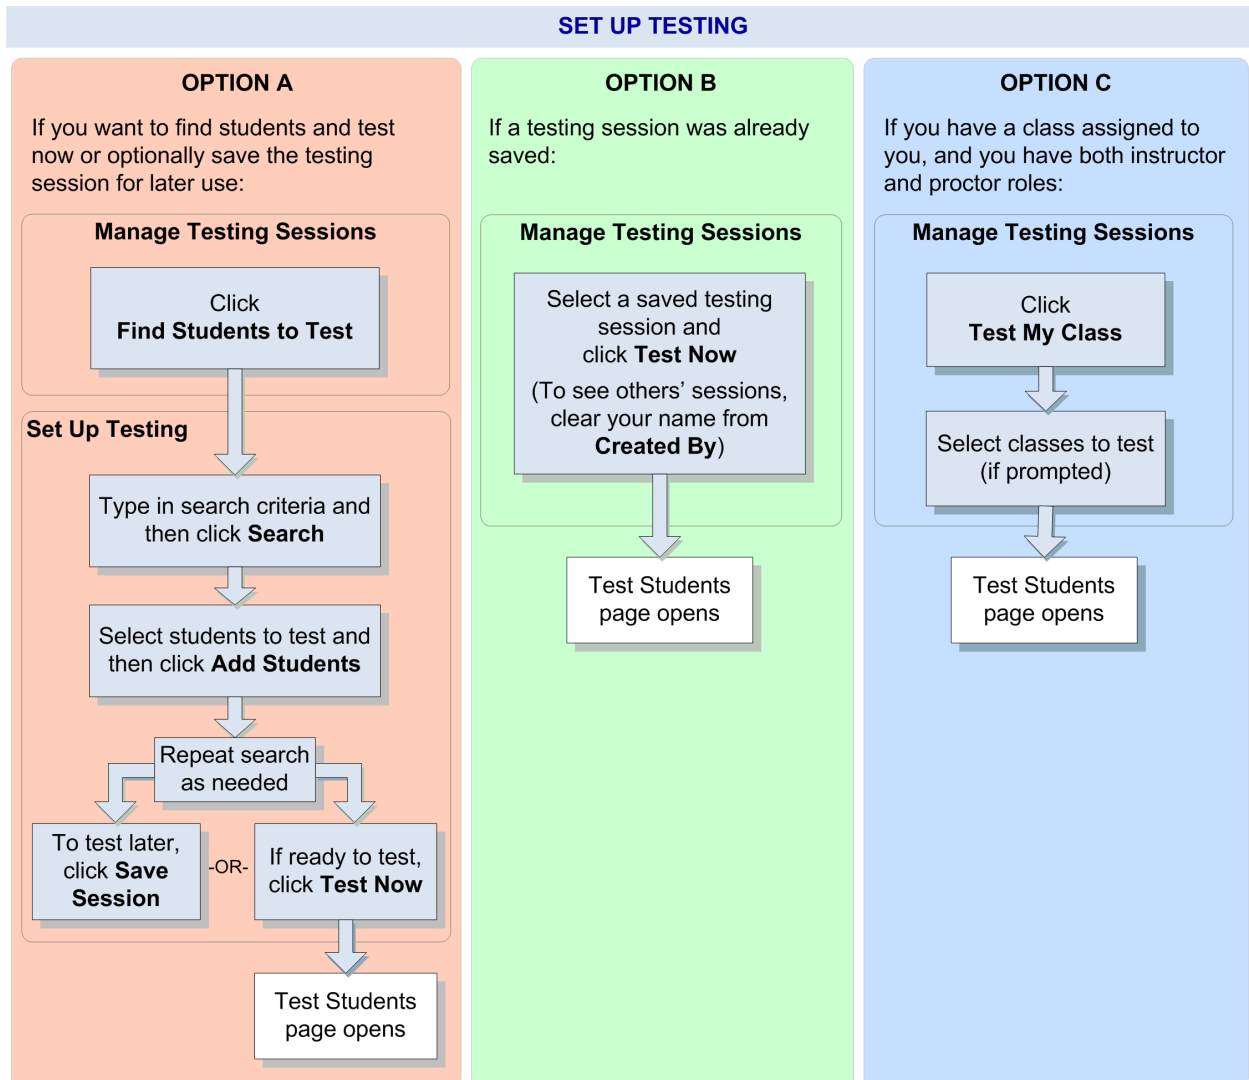 SET UP TESTING
OPTION A
If you want to find students and test
now or optionally save the testing
session for later use:
Manage Testing Sessions
Click
Find Students to Test
Set Up Testing
Type in search criteria and
then click Search
Select students to test and
then click Add Students
Repeat search
as needed
To test later,
click Save
Session
-OR-
If ready to test,
click Test Now
Test Students
page opens
OPTION B
If a testing session was already
saved:
Manage Testing Sessions
Select a saved testing
session and
click Test Now
(To see others’ sessions,
clear your name from
Created By)
Test Students
page opens
OPTION C
If you have a class assigned to
you, and you have both instructor
and proctor roles:
Manage Testing Sessions
Click
Test My Class
Select classes to test
(if prompted)
Test Students
page opens